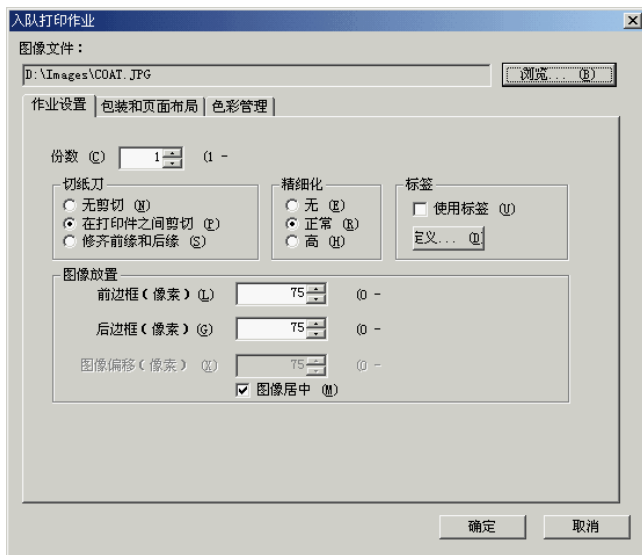 入队打印作业
图像文件：
D:\Images\COAT.JPG
浏览... (B)
作业设置 包装和页面布局 色彩管理
份数 (C) 1 (1 -
切纸刀
无剪切 (N)
在打印件之间剪切 (P)
修齐前缘和后缘 (S)
精细化
无 (E)
正常 (R)
高 (H)
标签
使用标签 (U)
定义... (D)
图像放置
前边框(像素) (L) 75 (0 -
后边框(像素) (G) 75 (0 -
图像偏移(像素) (X) 75 (0 -
图像居中 (M)
确定 取消